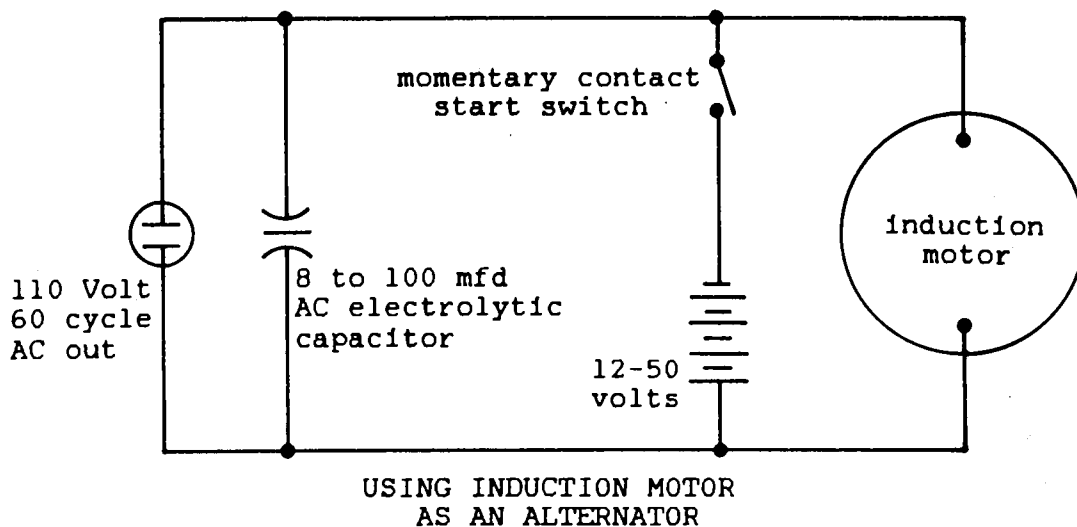 momentary contact
start switch
induction
motor
110 Volt
60 cycle
AC out
8 to 100 mfd
AC electrolytic
capacitor
12-50
volts
USING INDUCTION MOTOR
AS AN ALTERNATOR